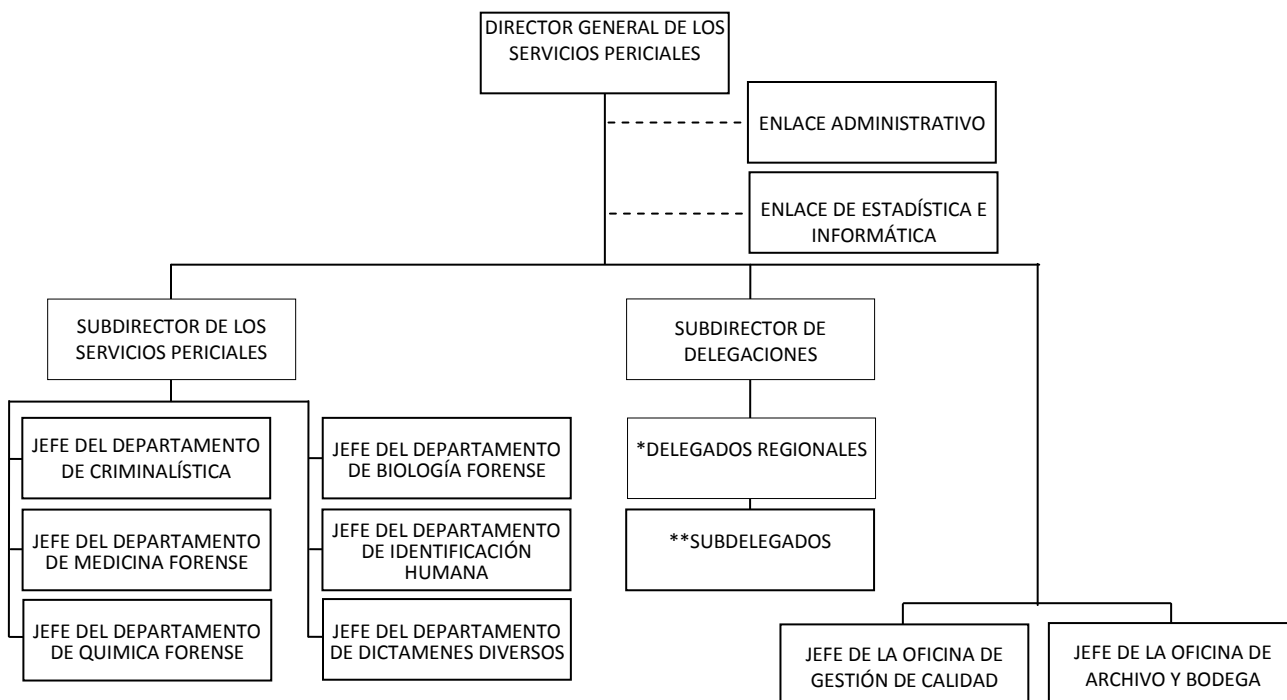 DIRECTOR GENERAL DE LOS
SERVICIOS PERICIALES
ENLACE ADMINISTRATIVO
ENLACE DE ESTADÍSTICA E
INFORMÁTICA
SUBDIRECTOR DE LOS
SERVICIOS PERICIALES
SUBDIRECTOR DE
DELEGACIONES
JEFE DEL DEPARTAMENTO
DE CRIMINALÍSTICA
JEFE DEL DEPARTAMENTO
DE BIOLOGÍA FORENSE
*DELEGADOS REGIONALES
JEFE DEL DEPARTAMENTO
DE MEDICINA FORENSE
JEFE DEL DEPARTAMENTO
DE IDENTIFICACIÓN
HUMANA
**SUBDELEGADOS
JEFE DEL DEPARTAMENTO
DE QUIMICA FORENSE
JEFE DEL DEPARTAMENTO
DE DICTAMENES DIVERSOS
JEFE DE LA OFICINA DE
GESTIÓN DE CALIDAD
JEFE DE LA OFICINA DE
ARCHIVO Y BODEGA